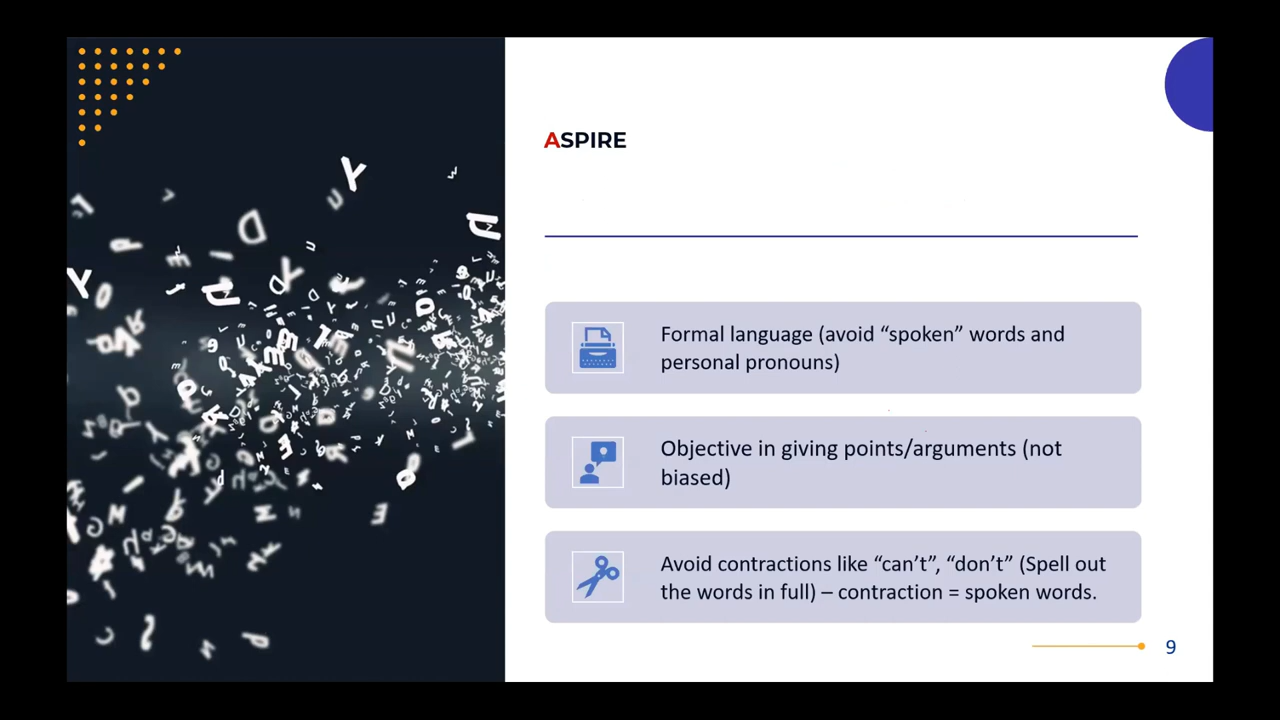 ASPIRE
Formal language (avoid “spoken” words and
personal pronouns)
Objective in giving points/arguments (not
biased)
Avoid contractions like “can’t”, “don’t” (Spell out
the words in full) – contraction = spoken words.
9